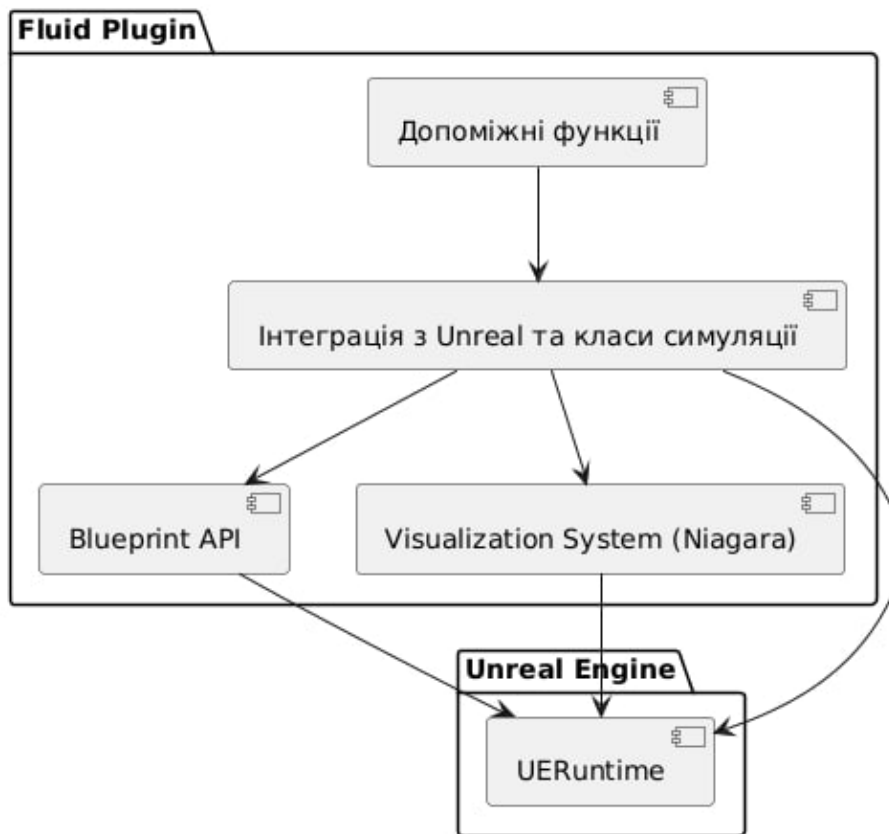 Fluid Plugin
Допоміжні функції
Інтеграція з Unreal та класи симуляції
Blueprint API
Visualization System (Niagara)
Unreal Engine
UERuntime